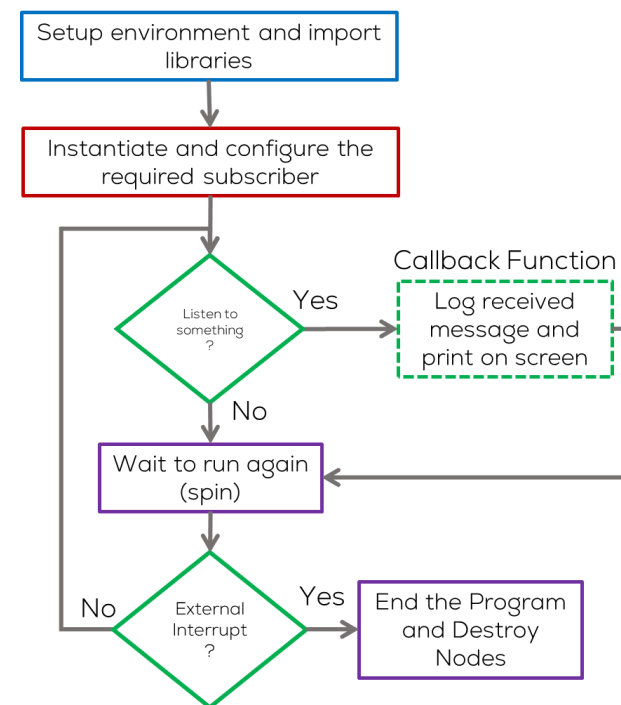 Setup environment and import
libraries
Instantiate and configure the
required subscriber
Callback Function
Listen to
something
?
Yes
Log received
message and
print on screen
No
Wait to run again
(spin)
No
External
Interrupt
?
Yes
End the Program
and Destroy
Nodes